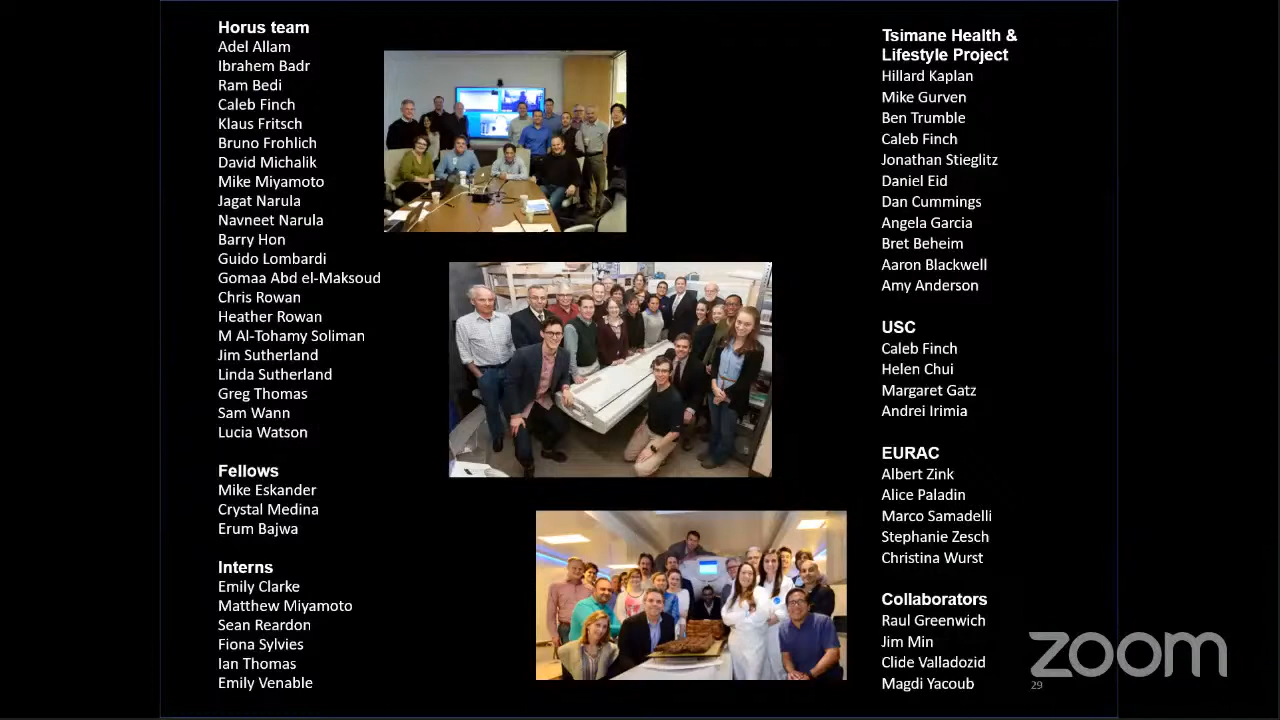 Horus team
Adel Allam
Ibrahem Badr
Ram Bedi
Caleb Finch
Klaus Fritsch
Bruno Frohlich
David Michalik
Mike Miyamoto
Jagat Narula
Navneet Narula
Barry Hon
Guido Lombardi
Gomaa Abd el-Maksoud
Chris Rowan
Heather Rowan
M Al-Tohamy Soliman
Jim Sutherland
Linda Sutherland
Greg Thomas
Sam Wann
Lucia Watson
Fellows
Mike Eskander
Crystal Medina
Erum Bajwa
Interns
Emily Clarke
Matthew Miyamoto
Sean Reardon
Fiona Sylvies
Ian Thomas
Emily Venable
Tsimane Health &
Lifestyle Project
Hillard Kaplan
Mike Gurven
Ben Trumble
Caleb Finch
Jonathan Stieglitz
Daniel Eid
Dan Cummings
Angela Garcia
Bret Beheim
Aaron Blackwell
Amy Anderson
USC
Caleb Finch
Helen Chui
Margaret Gatz
Andrei Irimia
EURAC
Albert Zink
Alice Paladin
Marco Samadelli
Stephanie Zesch
Christina Wurst
Collaborators
Raul Greenwich
Jim Min
Clide Valladozid
Magdi Yacoub
zoom
29